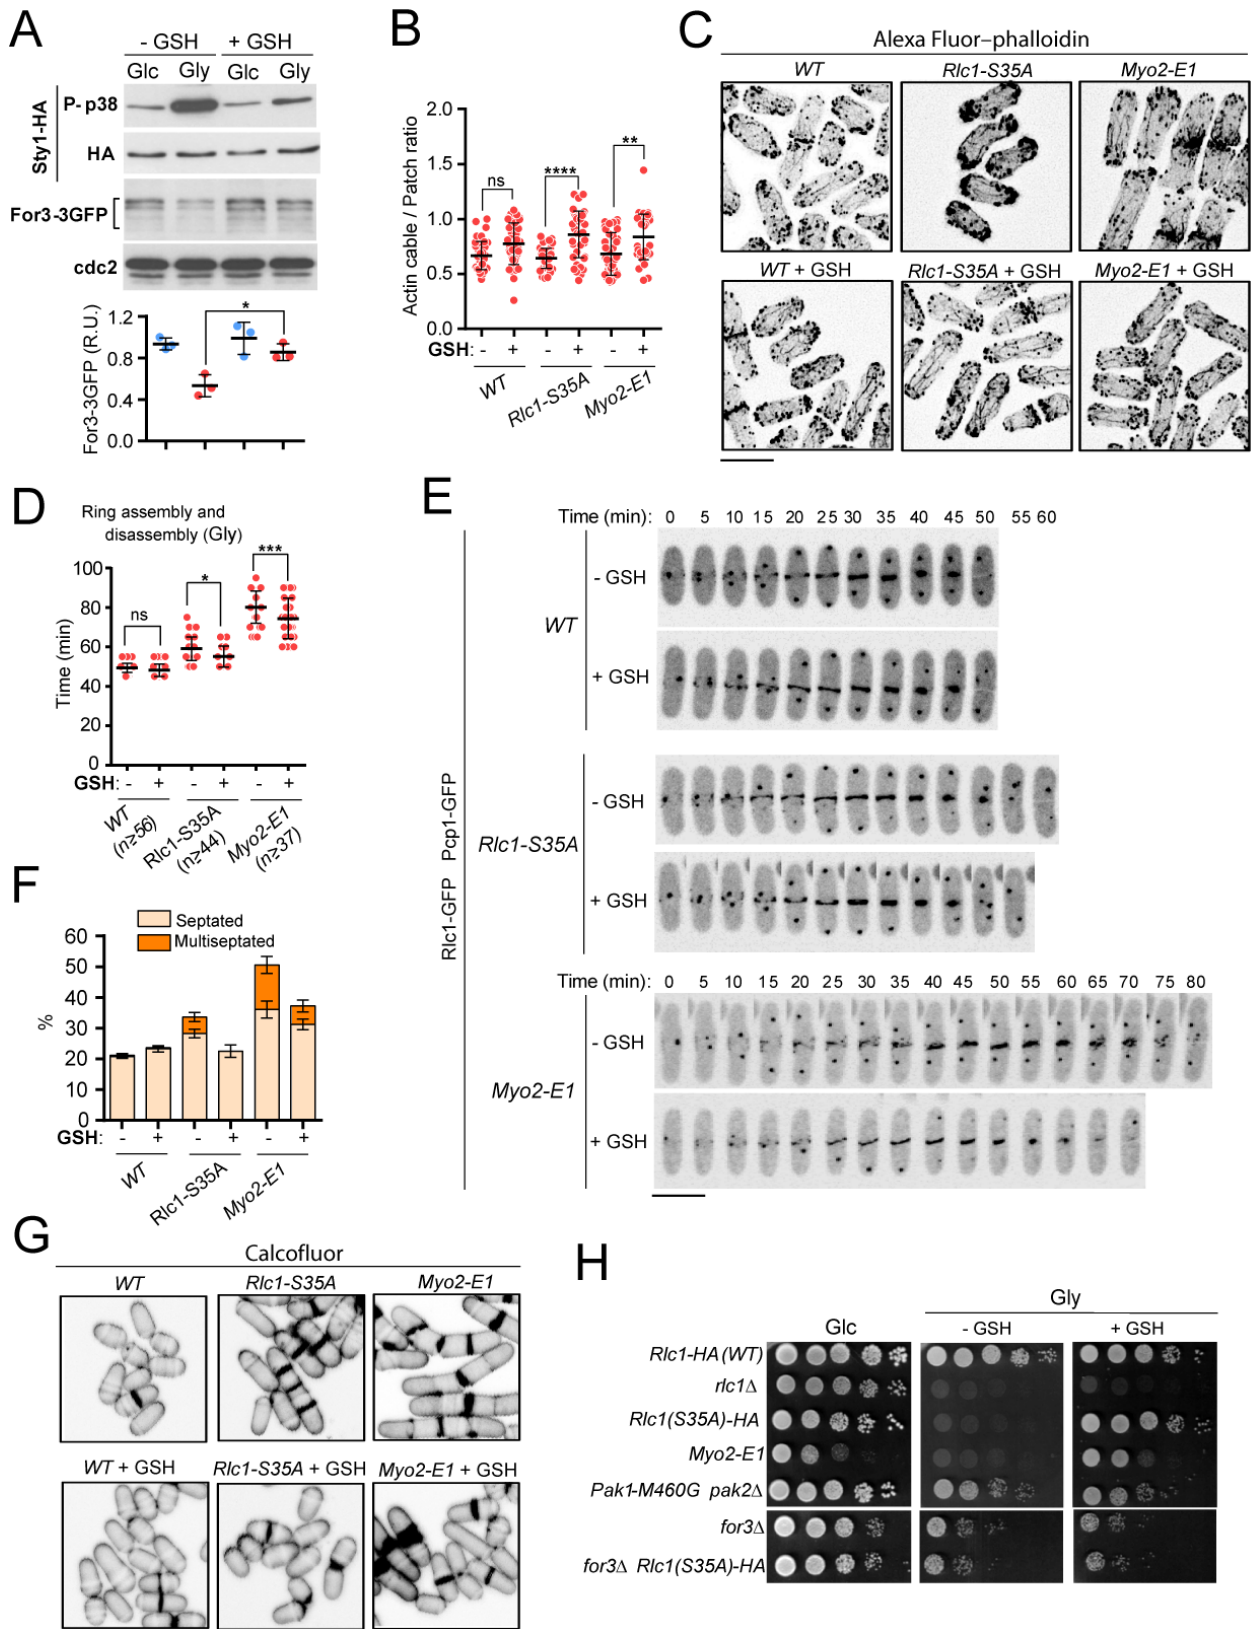 A
- GSH + GSH
Glc Gly Glc Gly
Sty1-HA
P- p38
HA
For3-3GFP
cdc2
For3-3GFP (R.U.)
1.2
0.8
0.4
0.0
*
B
Actin cable / Patch ratio
2.0
1.5
1.0
0.5
0.0
ns
****
**
GSH: - + - + - +
WT
Rlc1-S35A
Myo2-E1
C
Alexa Fluor–phalloidin
WT Rlc1-S35A Myo2-E1
WT + GSH Rlc1-S35A + GSH Myo2-E1 + GSH
D
Ring assembly and
disassembly (Gly)
Time (min)
100
80
60
40
20
0
ns
*
***
GSH: - + - + - +
WT
(n≥56)
Rlc1-S35A
(n≥44)
Myo2-E1
(n≥37)
E
Time (min): 0 5 10 15 20 25 30 35 40 45 50 55 60
Rlc1-GFP Pcp1-GFP
WT
- GSH
+ GSH
Rlc1-S35A
- GSH
+ GSH
Time (min): 0 5 10 15 20 25 30 35 40 45 50 55 60 65 70 75 80
Myo2-E1
- GSH
+ GSH
F
Septated
Multiseptated
%
60
50
40
30
20
10
0
GSH: - + - + - +
WT
Rlc1-S35A
Myo2-E1
G
Calcofluor
WT Rlc1-S35A Myo2-E1
WT + GSH Rlc1-S35A + GSH Myo2-E1 + GSH
H
Gly
Glc - GSH + GSH
Rlc1-HA (WT)
rlc1Δ
Rlc1(S35A)-HA
Myo2-E1
Pak1-M460G pak2Δ
for3Δ
for3Δ Rlc1(S35A)-HA